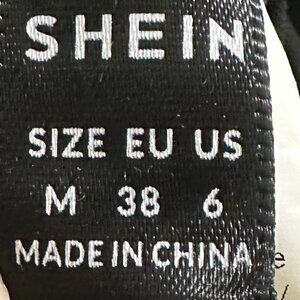 SHEIN
SIZE EU US
M 38 6
MADE IN CHINA
e